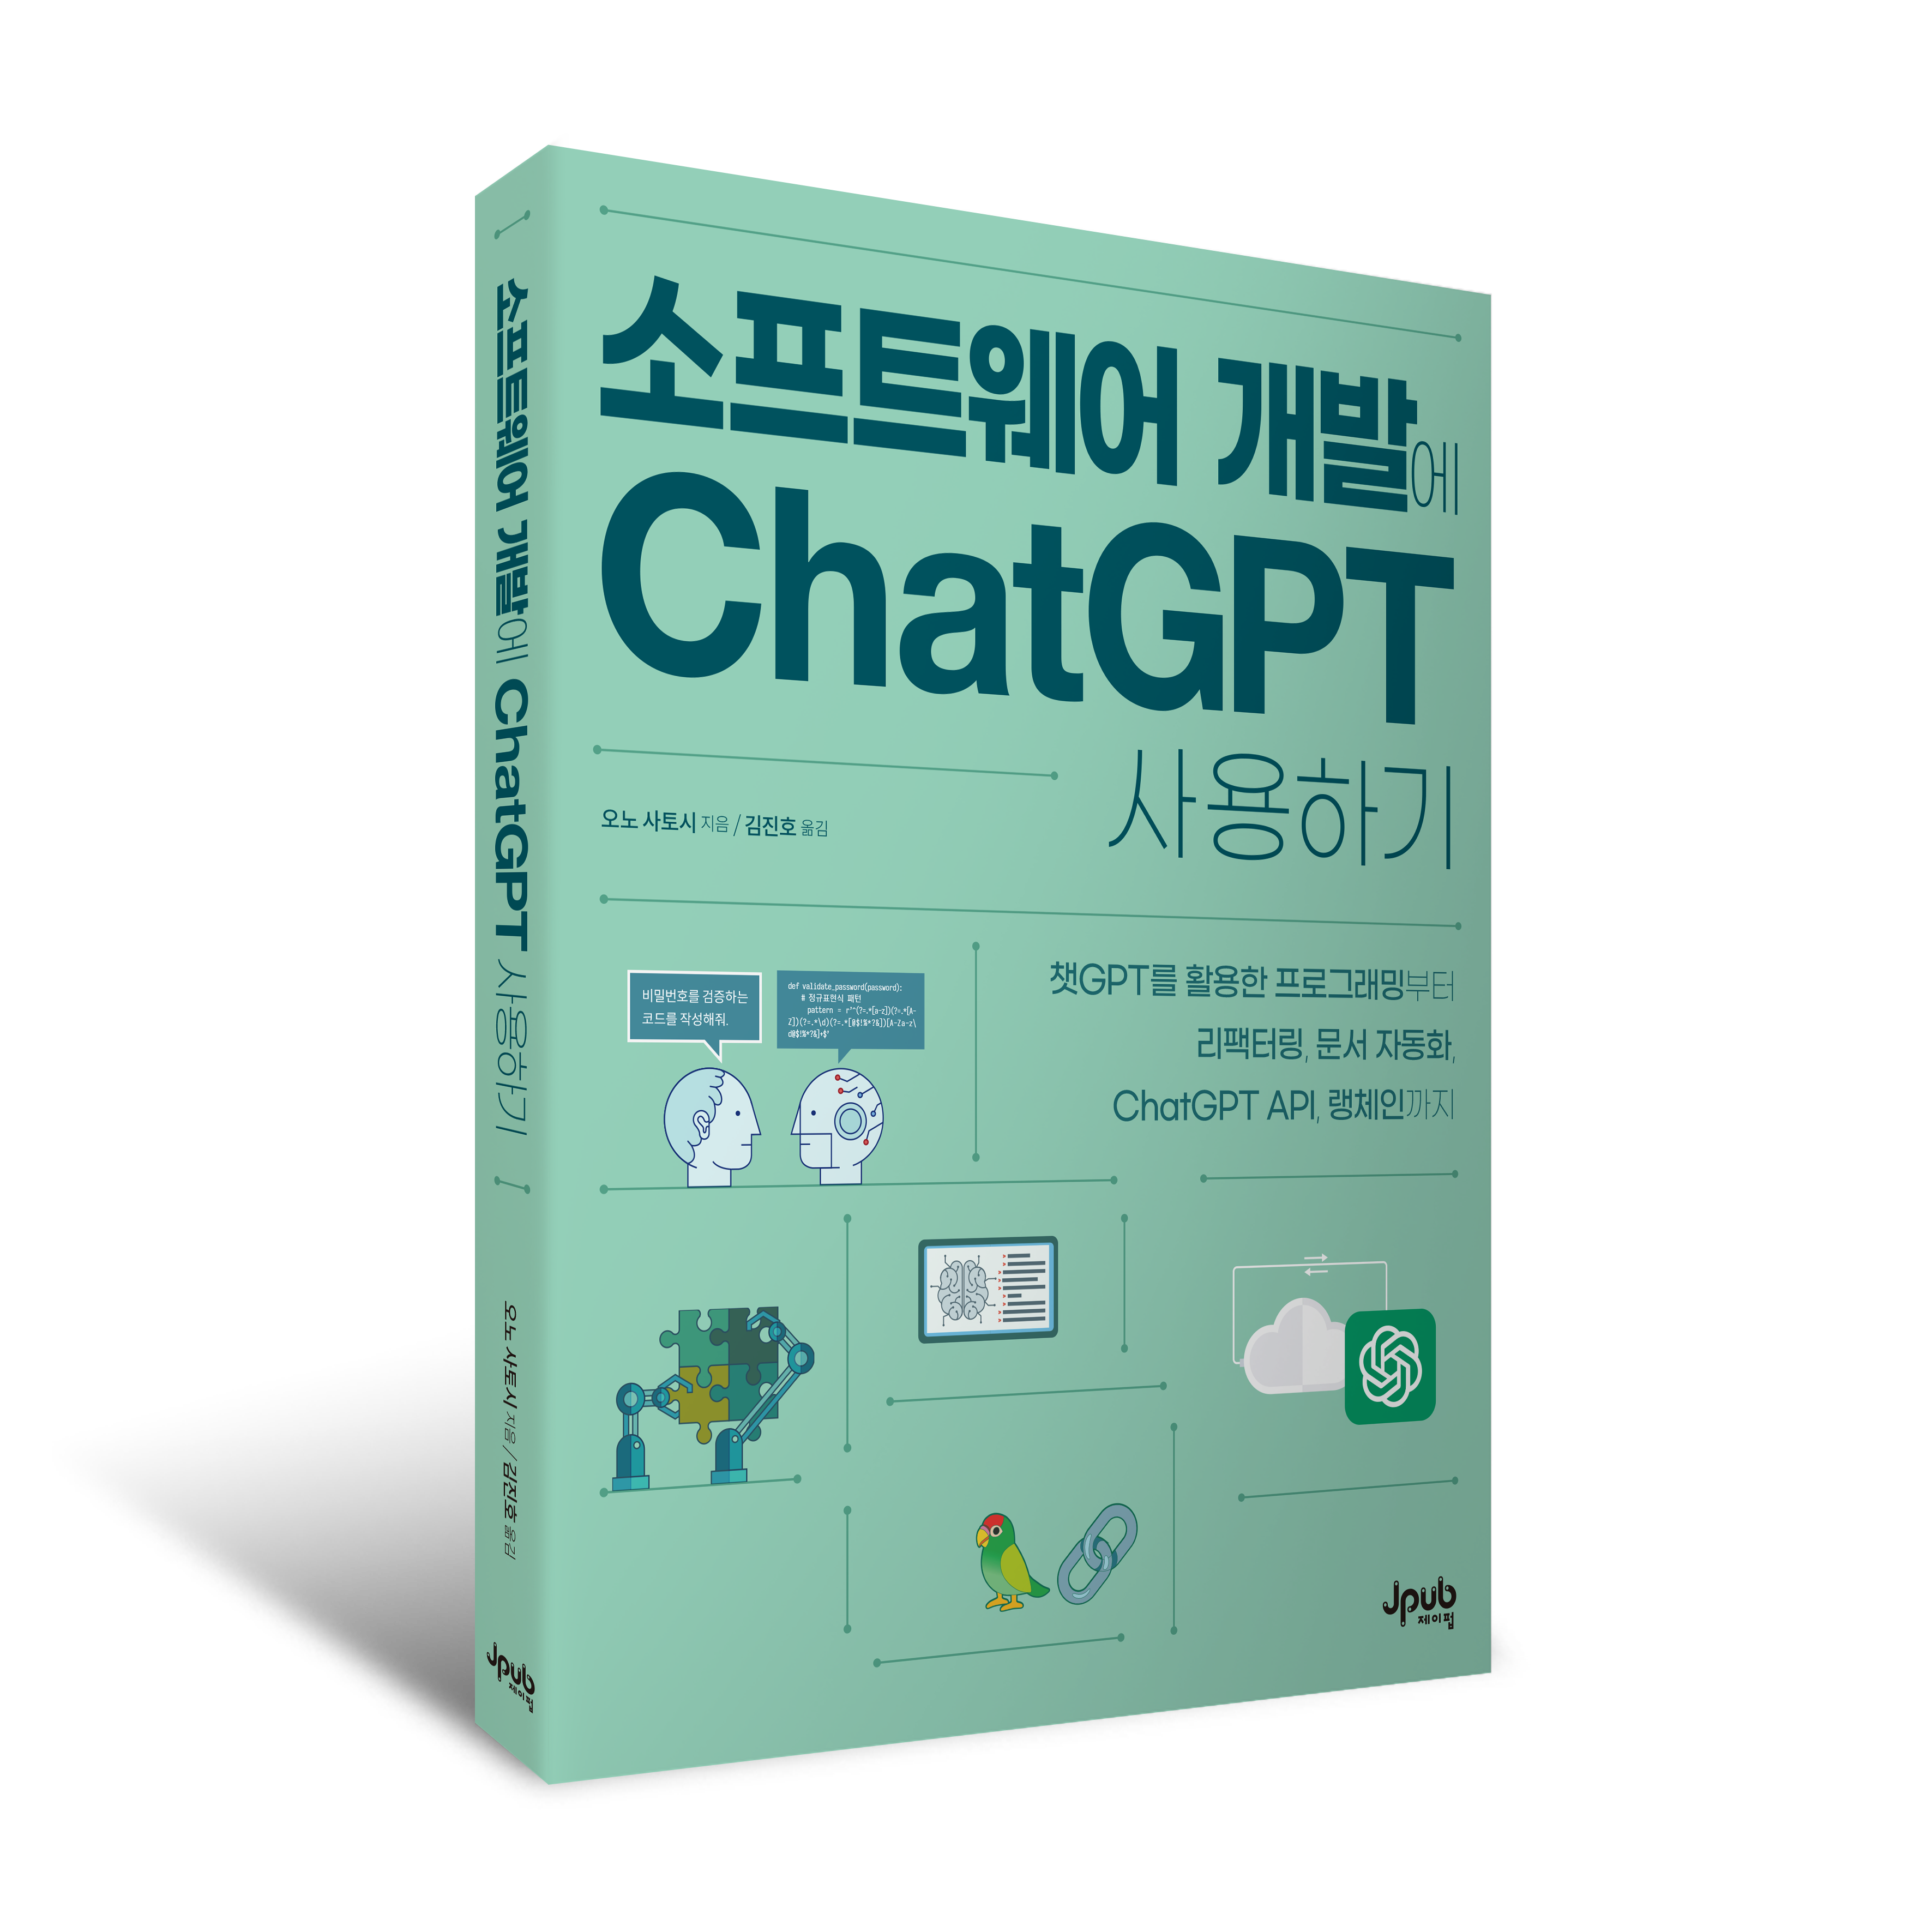 소프트웨어 개발에
ChatGPT
사용하기
오노 사토시 지음 / 김진호 옮김
챗GPT를 활용한 프로그래밍부터
리팩터링, 문서 자동화,
ChatGPT API, 랭체인까지
비밀번호를 검증하는
코드를 작성해줘.
def validate_password(password):
# 정규표현식 패턴
pattern = r'^(?=.*[a-z])(?=.*[A-
Z])(?=.*\d)(?=.*[@$!%*?&])[A-Za-z\
d@$!%*?&]+$'
Jpub
제이펍
소프트웨어 개발에 ChatGPT 사용하기
오노 사토시 지음 / 김진호 옮김
Jpub
제이펍